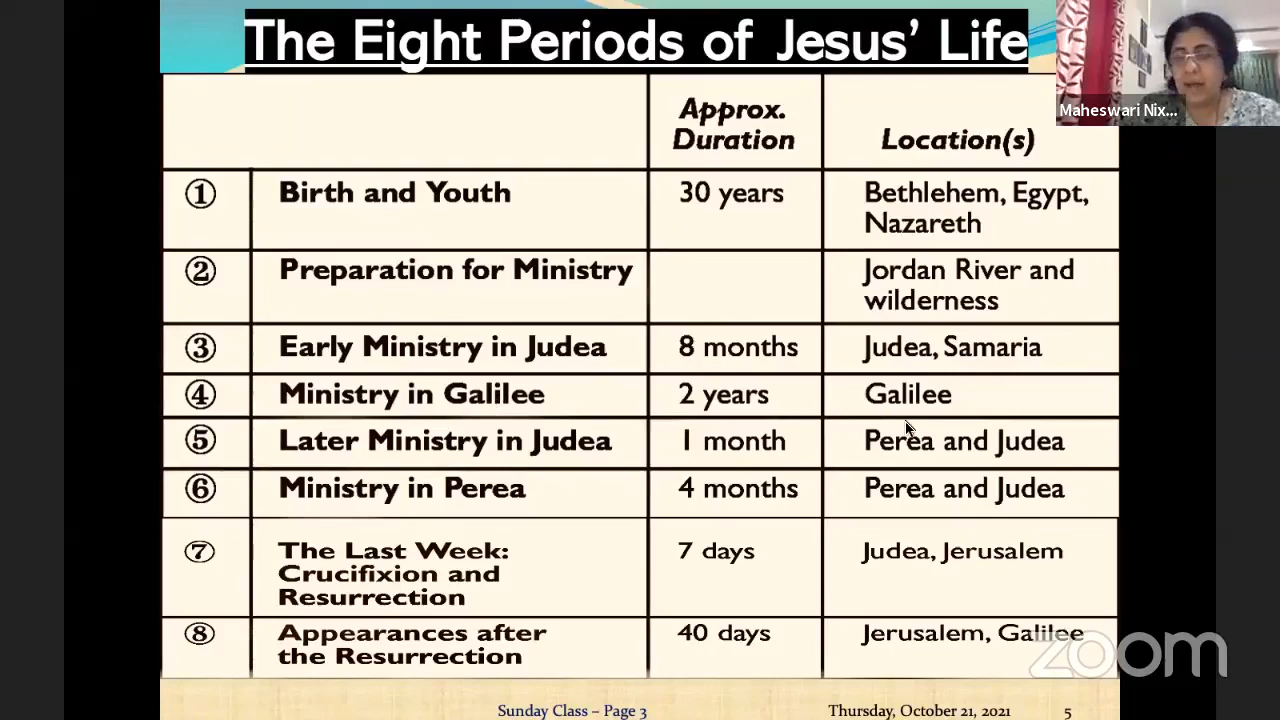 The Eight Periods of Jesus’ Life
Maheswari Nix...
Approx.
Duration
Location(s)
① Birth and Youth 30 years Bethlehem, Egypt,
Nazareth
② Preparation for Ministry Jordan River and
wilderness
③ Early Ministry in Judea 8 months Judea, Samaria
④ Ministry in Galilee 2 years Galilee
⑤ Later Ministry in Judea 1 month Perea and Judea
⑥ Ministry in Perea 4 months Perea and Judea
⑦ The Last Week: 7 days Judea, Jerusalem
Crucifixion and
Resurrection
⑧ Appearances after 40 days Jerusalem, Galilee
the Resurrection
zoom
Sunday Class – Page 3 Thursday, October 21, 2021 5